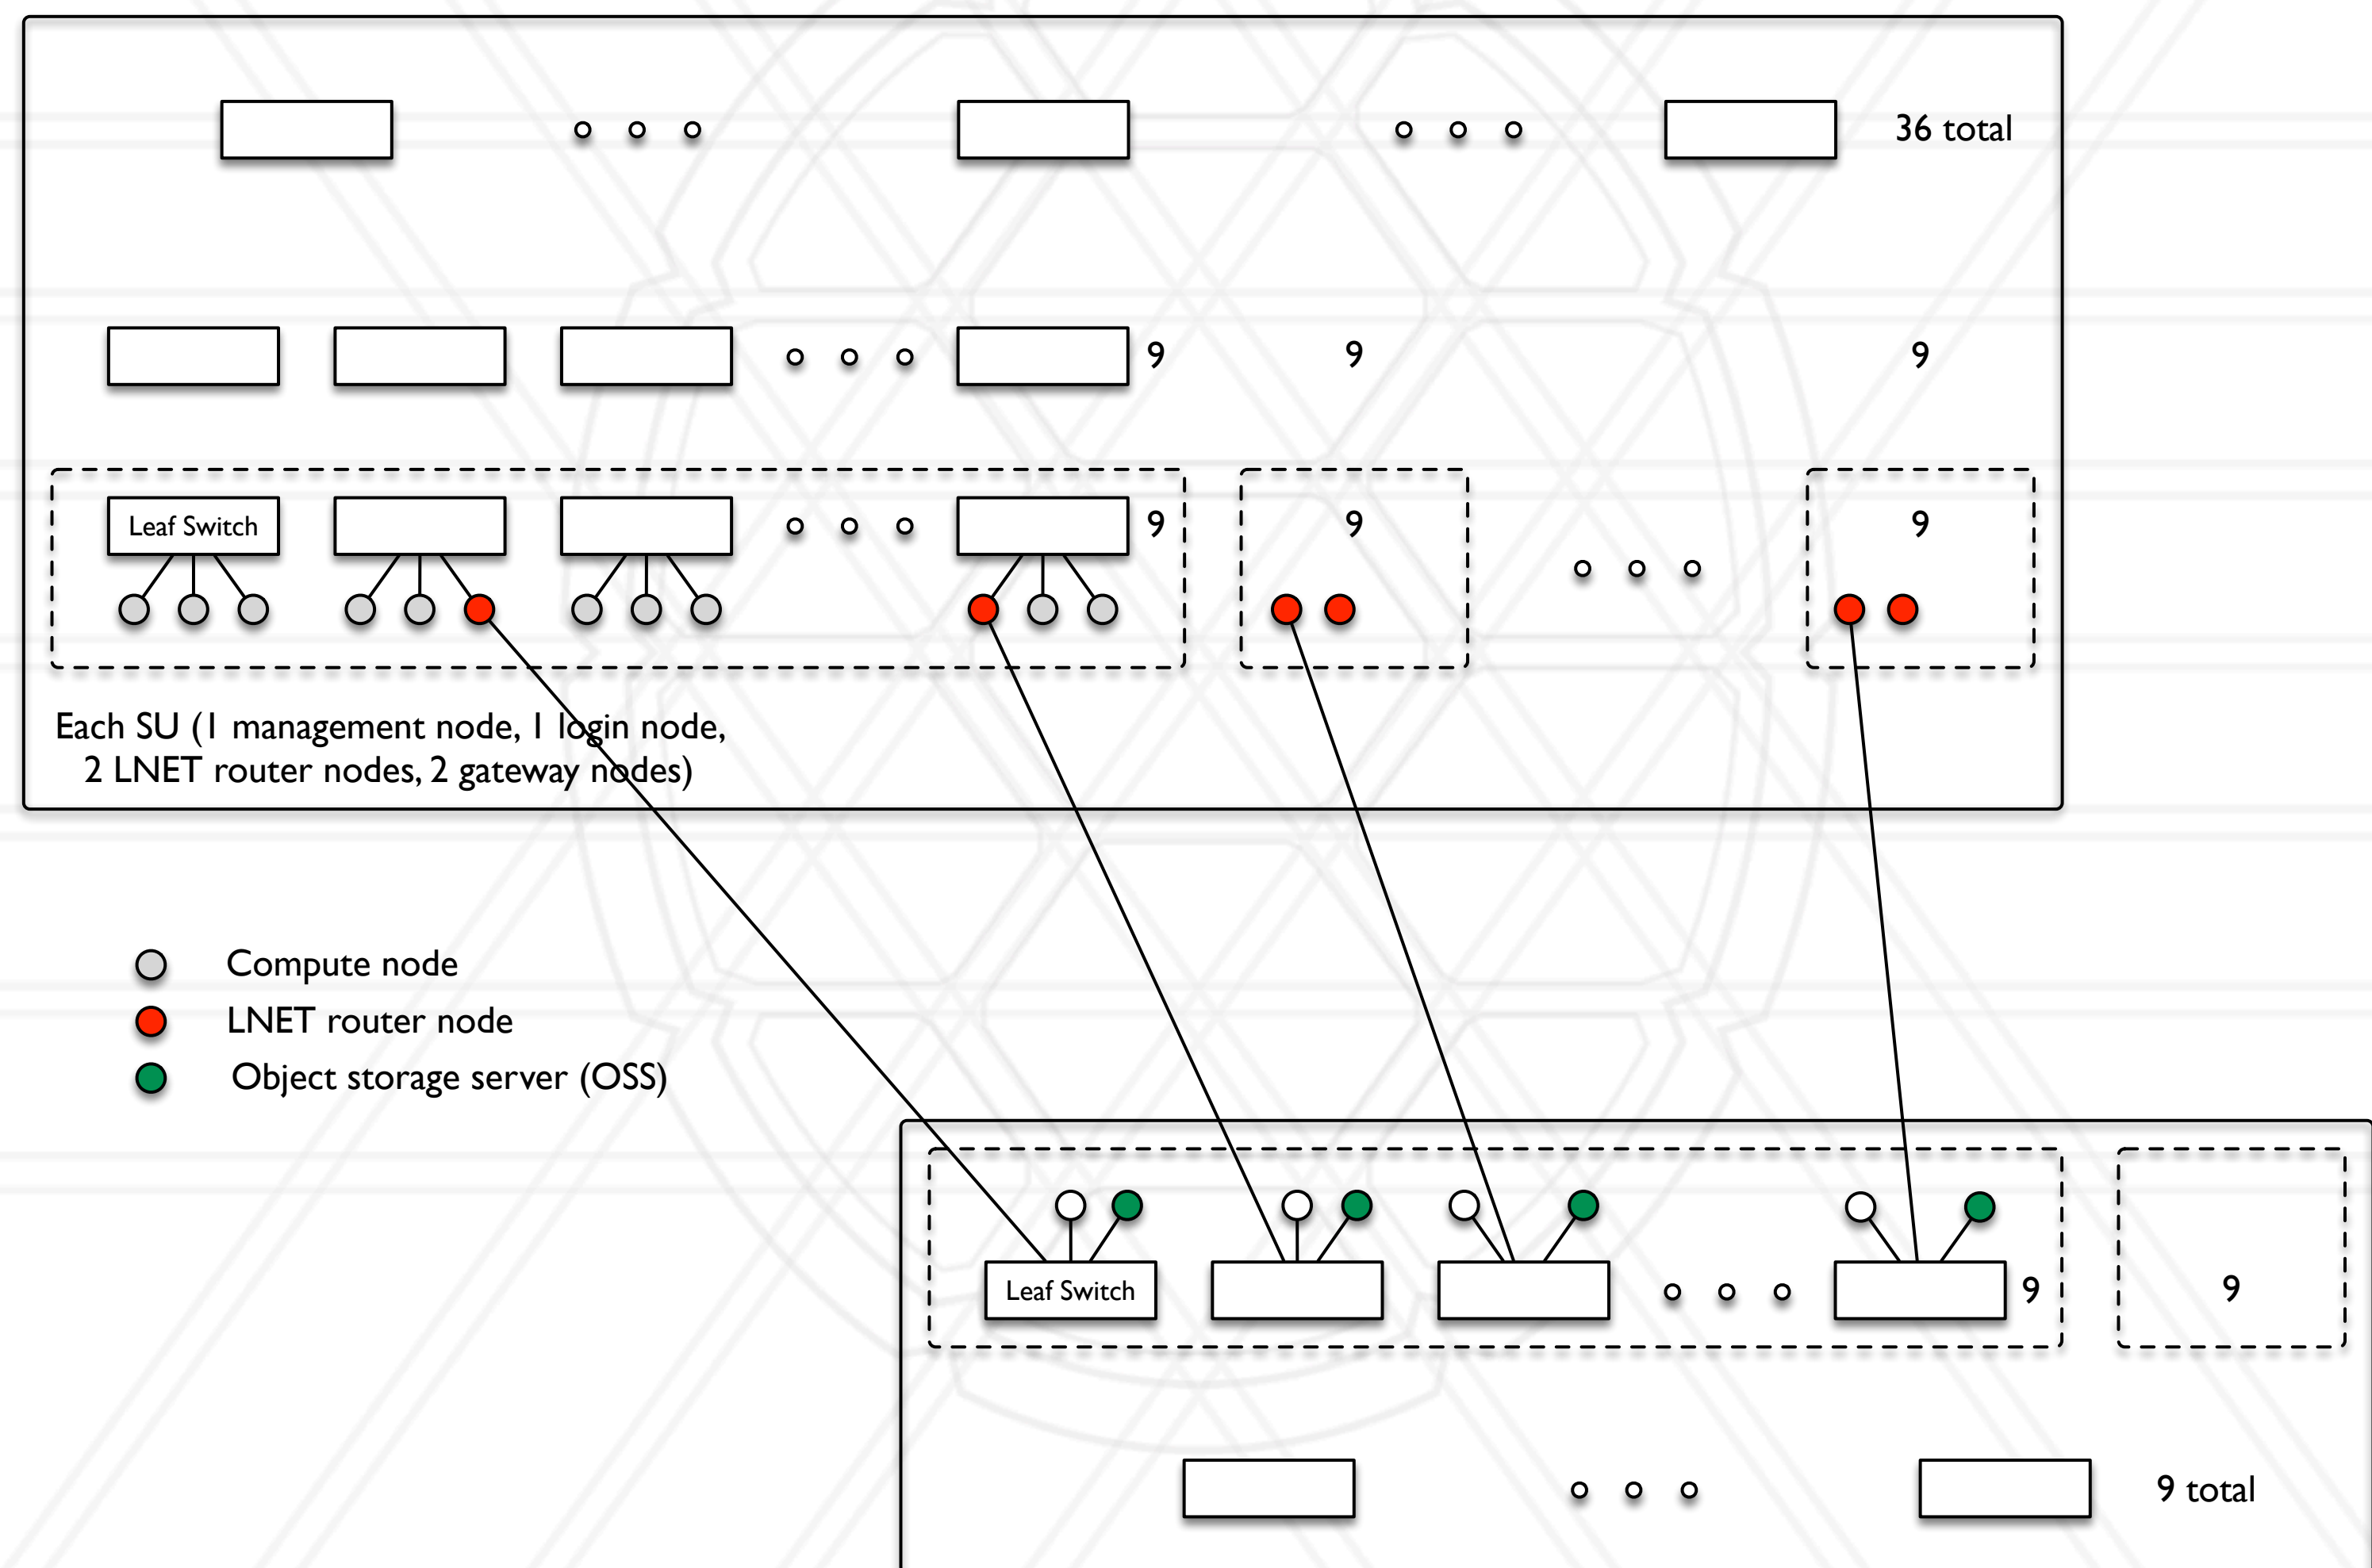 36 total
9 9 9
Leaf Switch 9 9 9
Each SU (1 management node, 1 login node,
2 LNET router nodes, 2 gateway nodes)
Compute node
LNET router node
Object storage server (OSS)
Leaf Switch 9 9
9 total